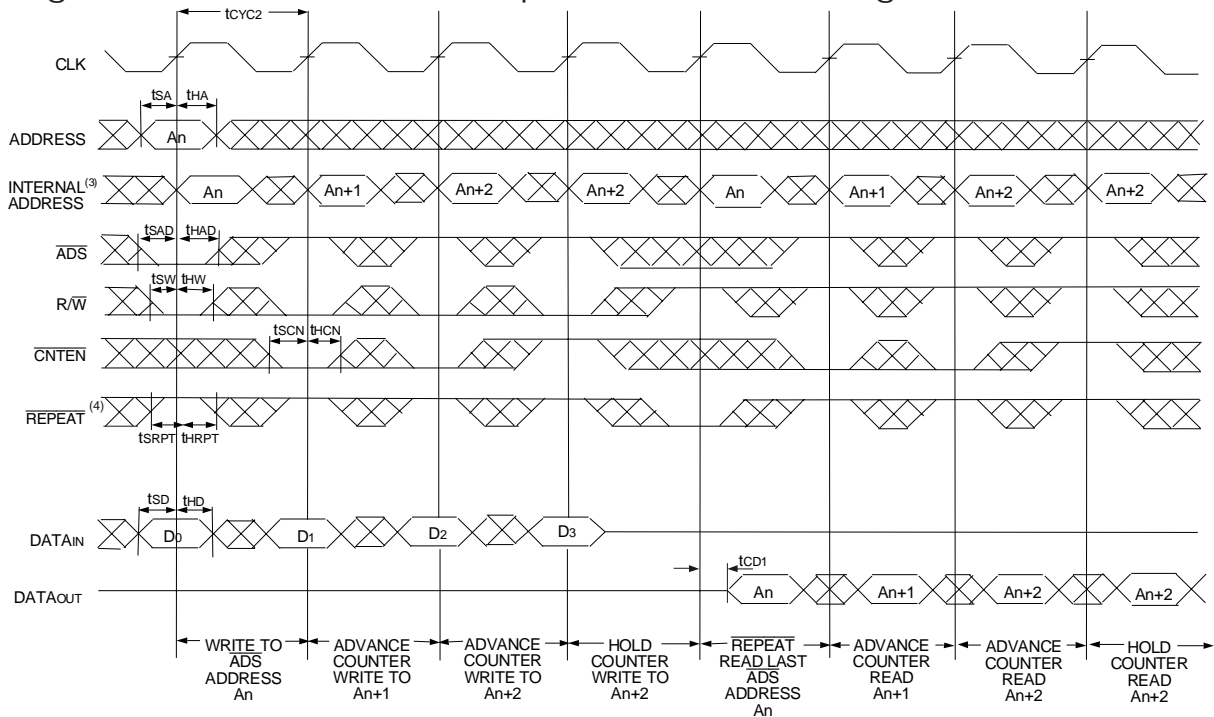 tCYC2
CLK
tSA tHA
ADDRESS An
INTERNAL(3)
ADDRESS
An An+1 An+2 An+2 An An+1 An+2 An+2
tSAD tHAD
ADS
tSW tHW
R/W
tSCN tHCN
CNTEN
REPEAT (4)
tSRPT tHRPT
tSD tHD
DATAIN D0 D1 D2 D3
tCD1
DATAOUT An An+1 An+2 An+2
WRITE TO
ADS
ADDRESS
An
ADVANCE
COUNTER
WRITE TO
An+1
ADVANCE
COUNTER
WRITE TO
An+2
HOLD
COUNTER
WRITE TO
An+2
REPEAT
READ LAST
ADS
ADDRESS
An
ADVANCE
COUNTER
READ
An+1
ADVANCE
COUNTER
READ
An+2
HOLD
COUNTER
READ
An+2